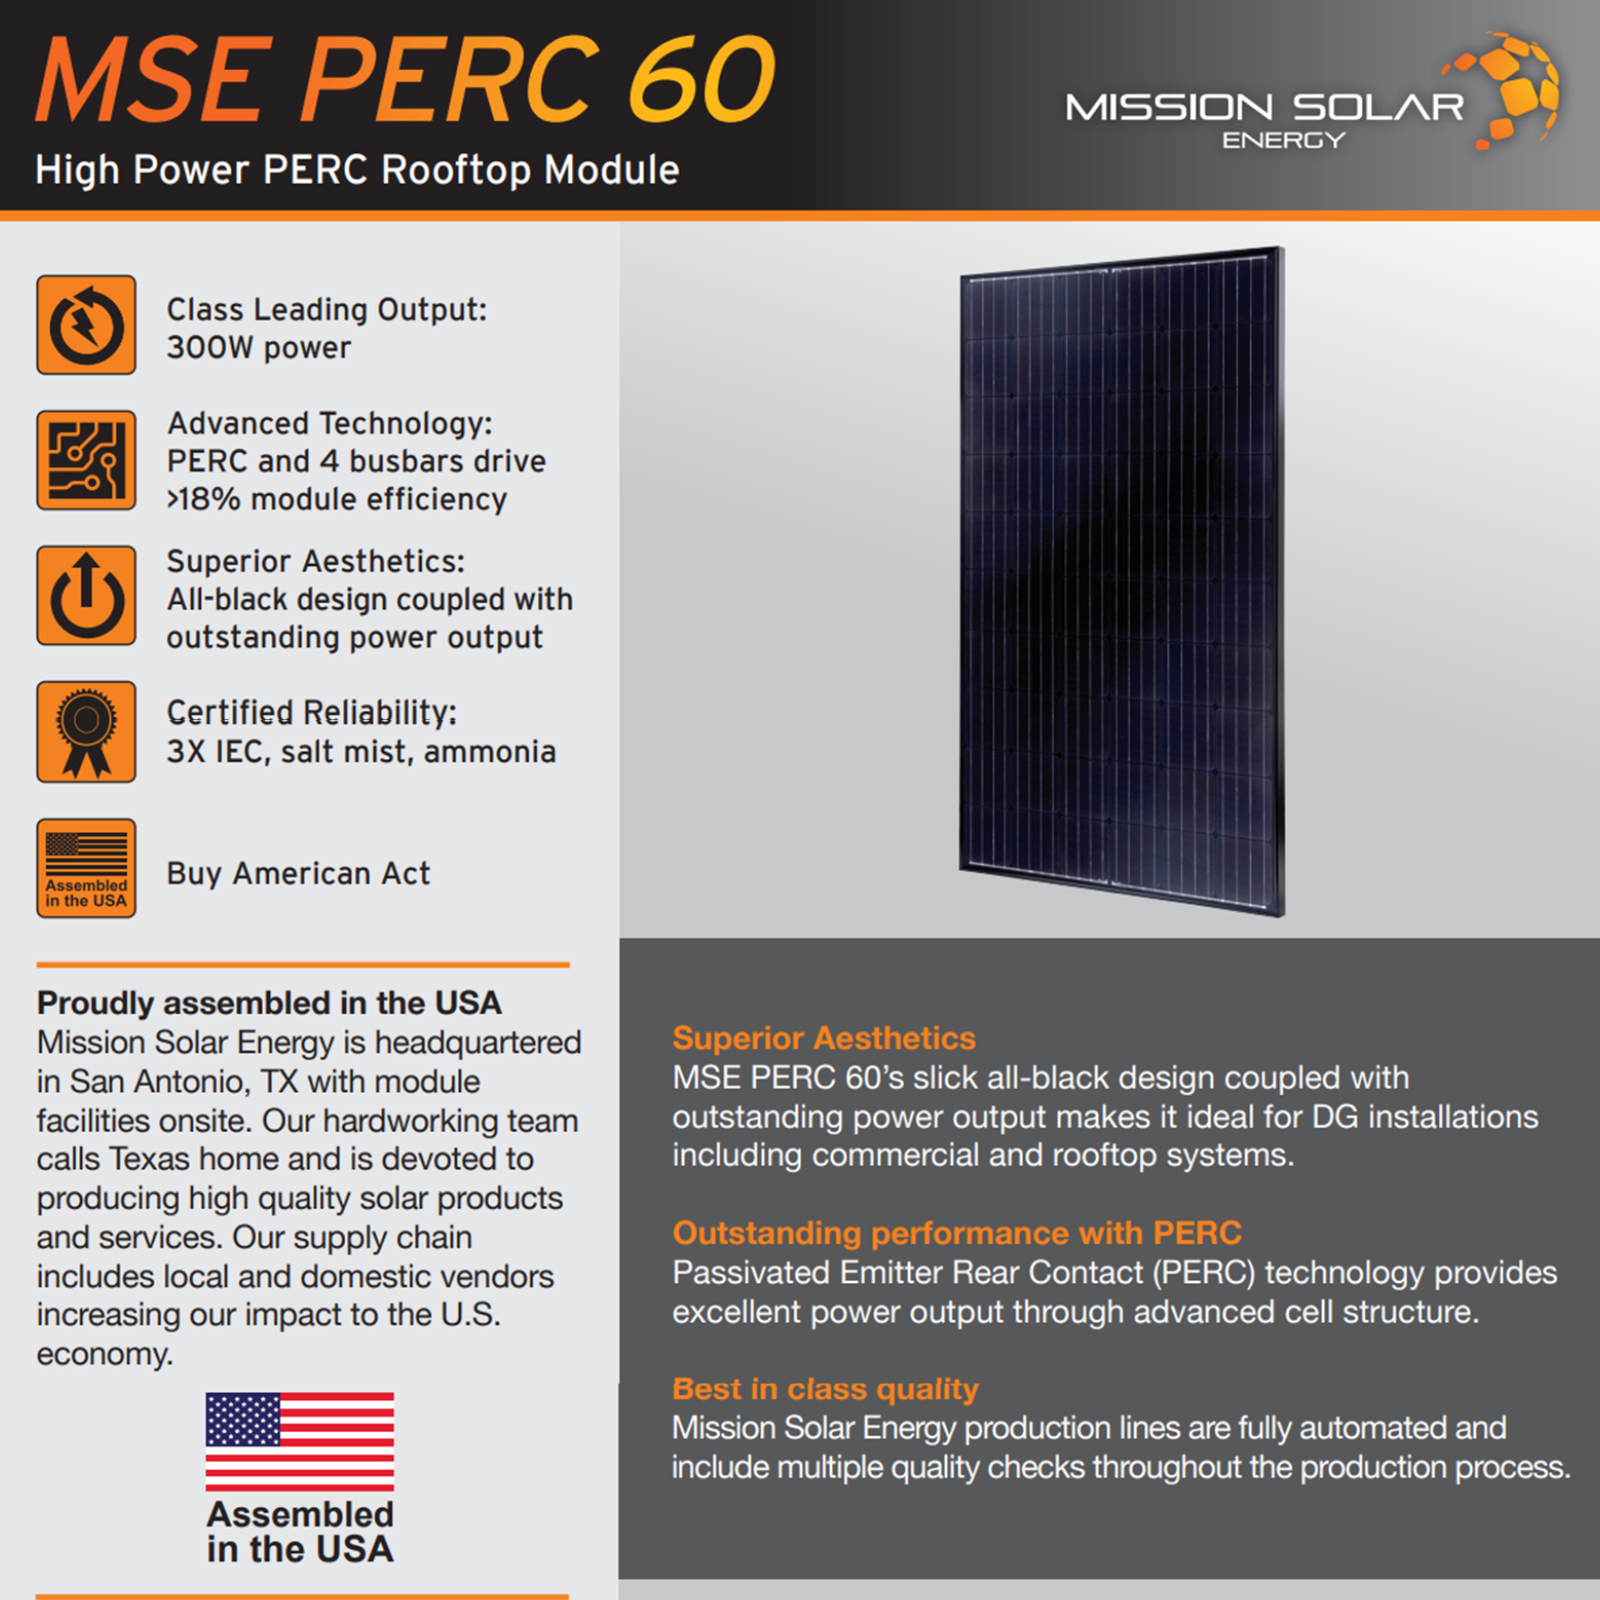 MSE PERC 60
High Power PERC Rooftop Module
MISSION SOLAR
ENERGY
Class Leading Output:
300W power
Advanced Technology:
PERC and 4 busbars drive
>18% module efficiency
Superior Aesthetics:
All-black design coupled with
outstanding power output
Certified Reliability:
3X IEC, salt mist, ammonia
Assembled
in the USA
Buy American Act
Proudly assembled in the USA
Mission Solar Energy is headquartered
in San Antonio, TX with module
facilities onsite. Our hardworking team
calls Texas home and is devoted to
producing high quality solar products
and services. Our supply chain
includes local and domestic vendors
increasing our impact to the U.S.
economy.
Assembled
in the USA
Superior Aesthetics
MSE PERC 60's slick all-black design coupled with
outstanding power output makes it ideal for DG installations
including commercial and rooftop systems.
Outstanding performance with PERC
Passivated Emitter Rear Contact (PERC) technology provides
excellent power output through advanced cell structure.
Best in class quality
Mission Solar Energy production lines are fully automated and
include multiple quality checks throughout the production process.